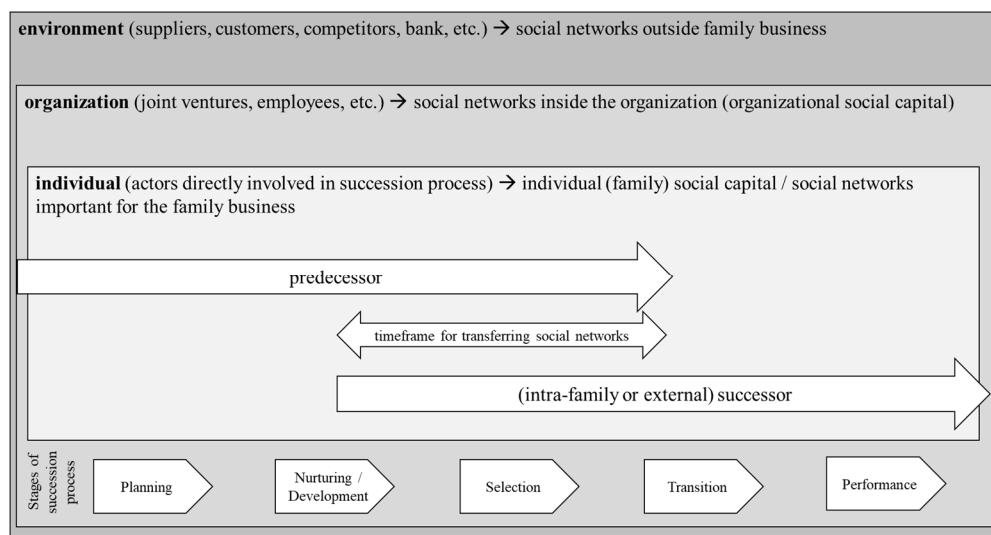 environment (suppliers, customers, competitors, bank, etc.) → social networks outside family business
organization (joint ventures, employees, etc.) → social networks inside the organization (organizational social capital)
individual (actors directly involved in succession process) → individual (family) social capital / social networks
important for the family business
predecessor
timeframe for transferring social networks
(intra-family or external) successor
Stages of
succession
process
Planning
Nurturing /
Development
Selection
Transition
Performance